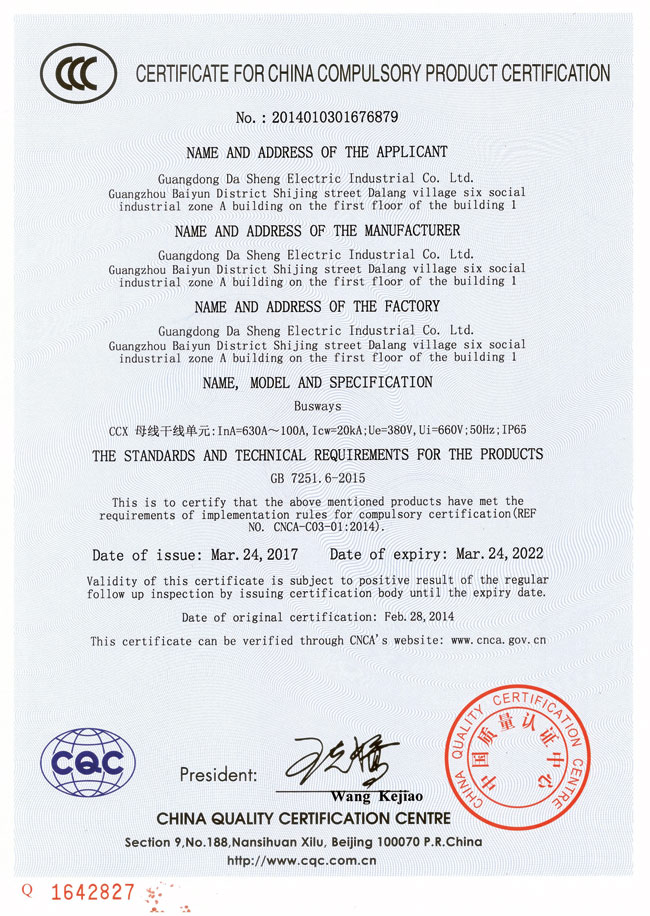 CCC
CERTIFICATE FOR CHINA COMPULSORY PRODUCT CERTIFICATION
No.: 2014010301676879
NAME AND ADDRESS OF THE APPLICANT
Guangdong Da Sheng Electric Industrial Co. Ltd.
Guangzhou Baiyun District Shijing street Dalang village six social
industrial zone A building on the first floor of the building 1
NAME AND ADDRESS OF THE MANUFACTURER
Guangdong Da Sheng Electric Industrial Co. Ltd.
Guangzhou Baiyun District Shijing street Dalang village six social
industrial zone A building on the first floor of the building 1
NAME AND ADDRESS OF THE FACTORY
Guangdong Da Sheng Electric Industrial Co. Ltd.
Guangzhou Baiyun District Shijing street Dalang village six social
industrial zone A building on the first floor of the building 1
NAME, MODEL AND SPECIFICATION
Busways
CCX 母线干线单元:InA=630A～100A,Icw=20kA;Ue=380V,Ui=660V;50Hz;IP65
THE STANDARDS AND TECHNICAL REQUIREMENTS FOR THE PRODUCTS
GB 7251.6-2015
This is to certify that the above mentioned products have met the
requirements of implementation rules for compulsory certification(REF
NO. CNCA-C03-01:2014).
Date of issue: Mar.24,2017 Date of expiry: Mar.24,2022
Validity of this certificate is subject to positive result of the regular
follow up inspection by issuing certification body until the expiry date.
Date of original certification: Feb.28,2014
This certificate can be verified through CNCA's website: www.cnca.gov.cn
CQC
President:
Wang Kejiao
CHINA QUALITY CERTIFICATION CENTRE
中国质量认证中心
CHINA QUALITY CERTIFICATION CENTRE
Section 9,No.188,Nansihuan Xilu, Beijing 100070 P.R.China
http://www.cqc.com.cn
Q 1642827